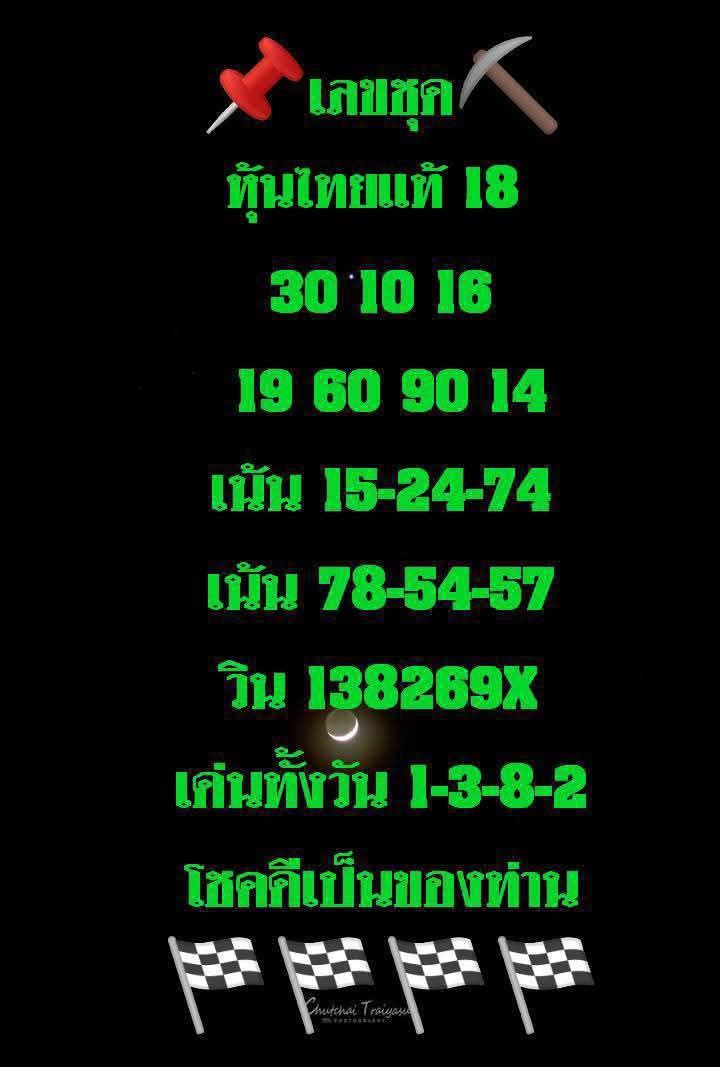 เลขชุด
หุ้นไทยแท้ 18
30 10 16
19 60 90 14
เน้น 15-24-74
เน้น 78-54-57
วิน 138269X
เด่นทั้งวัน 1-3-8-2
โชคดีเป็นของท่าน
Chutchai Traiyasu
PHOTOGRAPHY